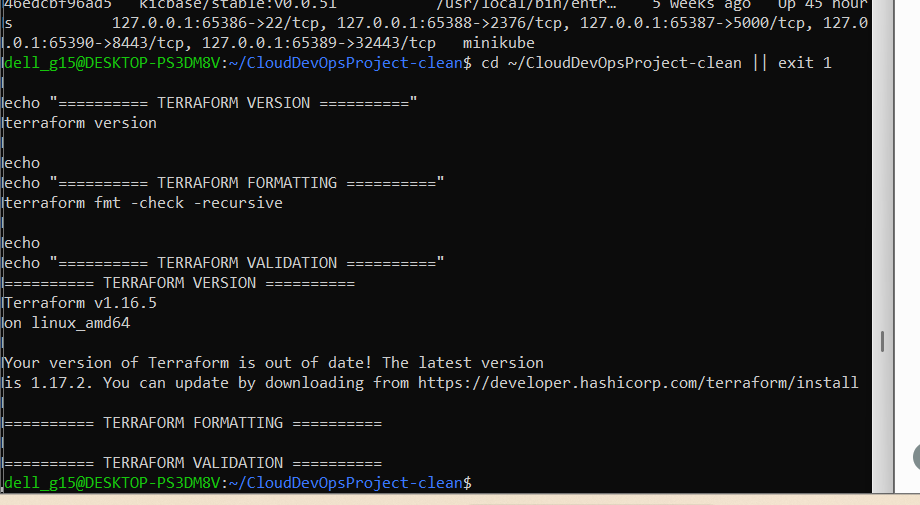 46edcbf96ad5   kicbase/stable:v0.0.51           "/usr/local/bin/entr…   5 weeks ago   Up 45 hour
s         127.0.0.1:65386->22/tcp, 127.0.0.1:65388->2376/tcp, 127.0.0.1:65387->5000/tcp, 127.0
.0.1:65390->8443/tcp, 127.0.0.1:65389->32443/tcp   minikube
dell_g15@DESKTOP-PS3DM8V:~/CloudDevOpsProject-clean$ cd ~/CloudDevOpsProject-clean || exit 1
echo "========== TERRAFORM VERSION =========="
terraform version
echo
echo "========== TERRAFORM FORMATTING =========="
terraform fmt -check -recursive
echo
echo "========== TERRAFORM VALIDATION =========="
========== TERRAFORM VERSION ==========
Terraform v1.16.5
on linux_amd64
Your version of Terraform is out of date! The latest version
is 1.17.2. You can update by downloading from https://developer.hashicorp.com/terraform/install
========== TERRAFORM FORMATTING ==========
========== TERRAFORM VALIDATION ==========
dell_g15@DESKTOP-PS3DM8V:~/CloudDevOpsProject-clean$